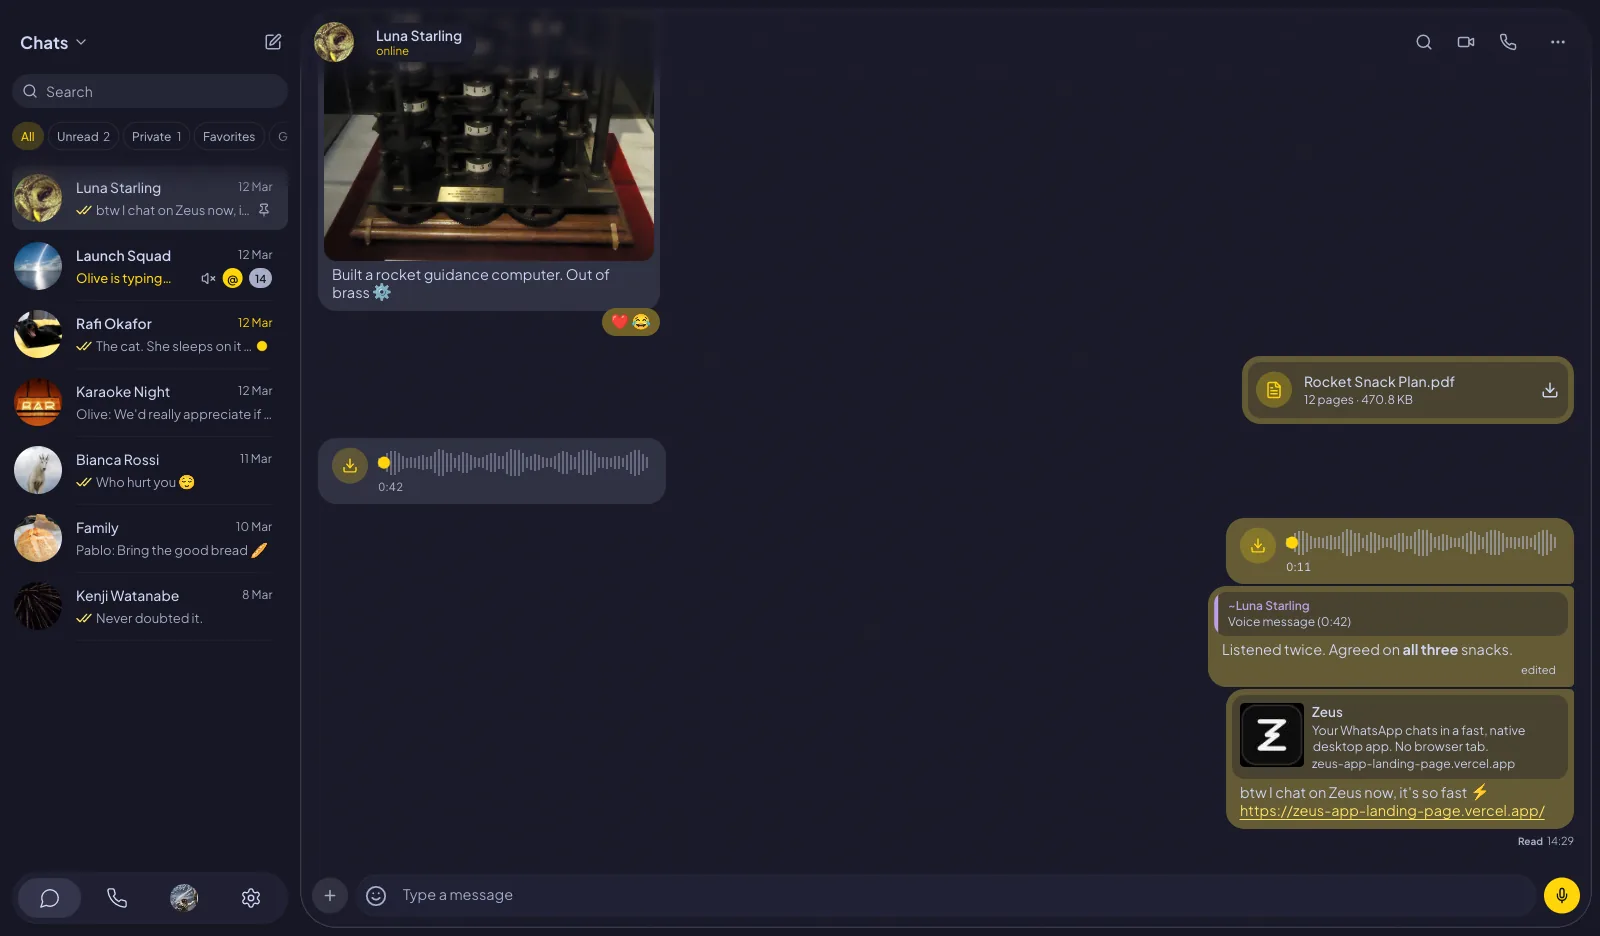 Chats
Search
All
Unread 2
Private 1
Favorites
G
Luna Starling
12 Mar
btw I chat on Zeus now, i…
Launch Squad
12 Mar
Olive is typing…
@
14
Rafi Okafor
12 Mar
The cat. She sleeps on it …
Karaoke Night
12 Mar
Olive: We'd really appreciate if …
BAR
Bianca Rossi
11 Mar
Who hurt you 😌
Family
10 Mar
Pablo: Bring the good bread 🥖
Kenji Watanabe
8 Mar
Never doubted it.
Luna Starling
online
Built a rocket guidance computer. Out of
brass ⚙️
❤️ 😂
Rocket Snack Plan.pdf
12 pages · 470.8 KB
0:42
0:11
~Luna Starling
Voice message (0:42)
Listened twice. Agreed on all three snacks.
edited
Zeus
Your WhatsApp chats in a fast, native
desktop app. No browser tab.
zeus-app-landing-page.vercel.app
btw I chat on Zeus now, it's so fast ⚡
https://zeus-app-landing-page.vercel.app/
Read 14:29
Type a message